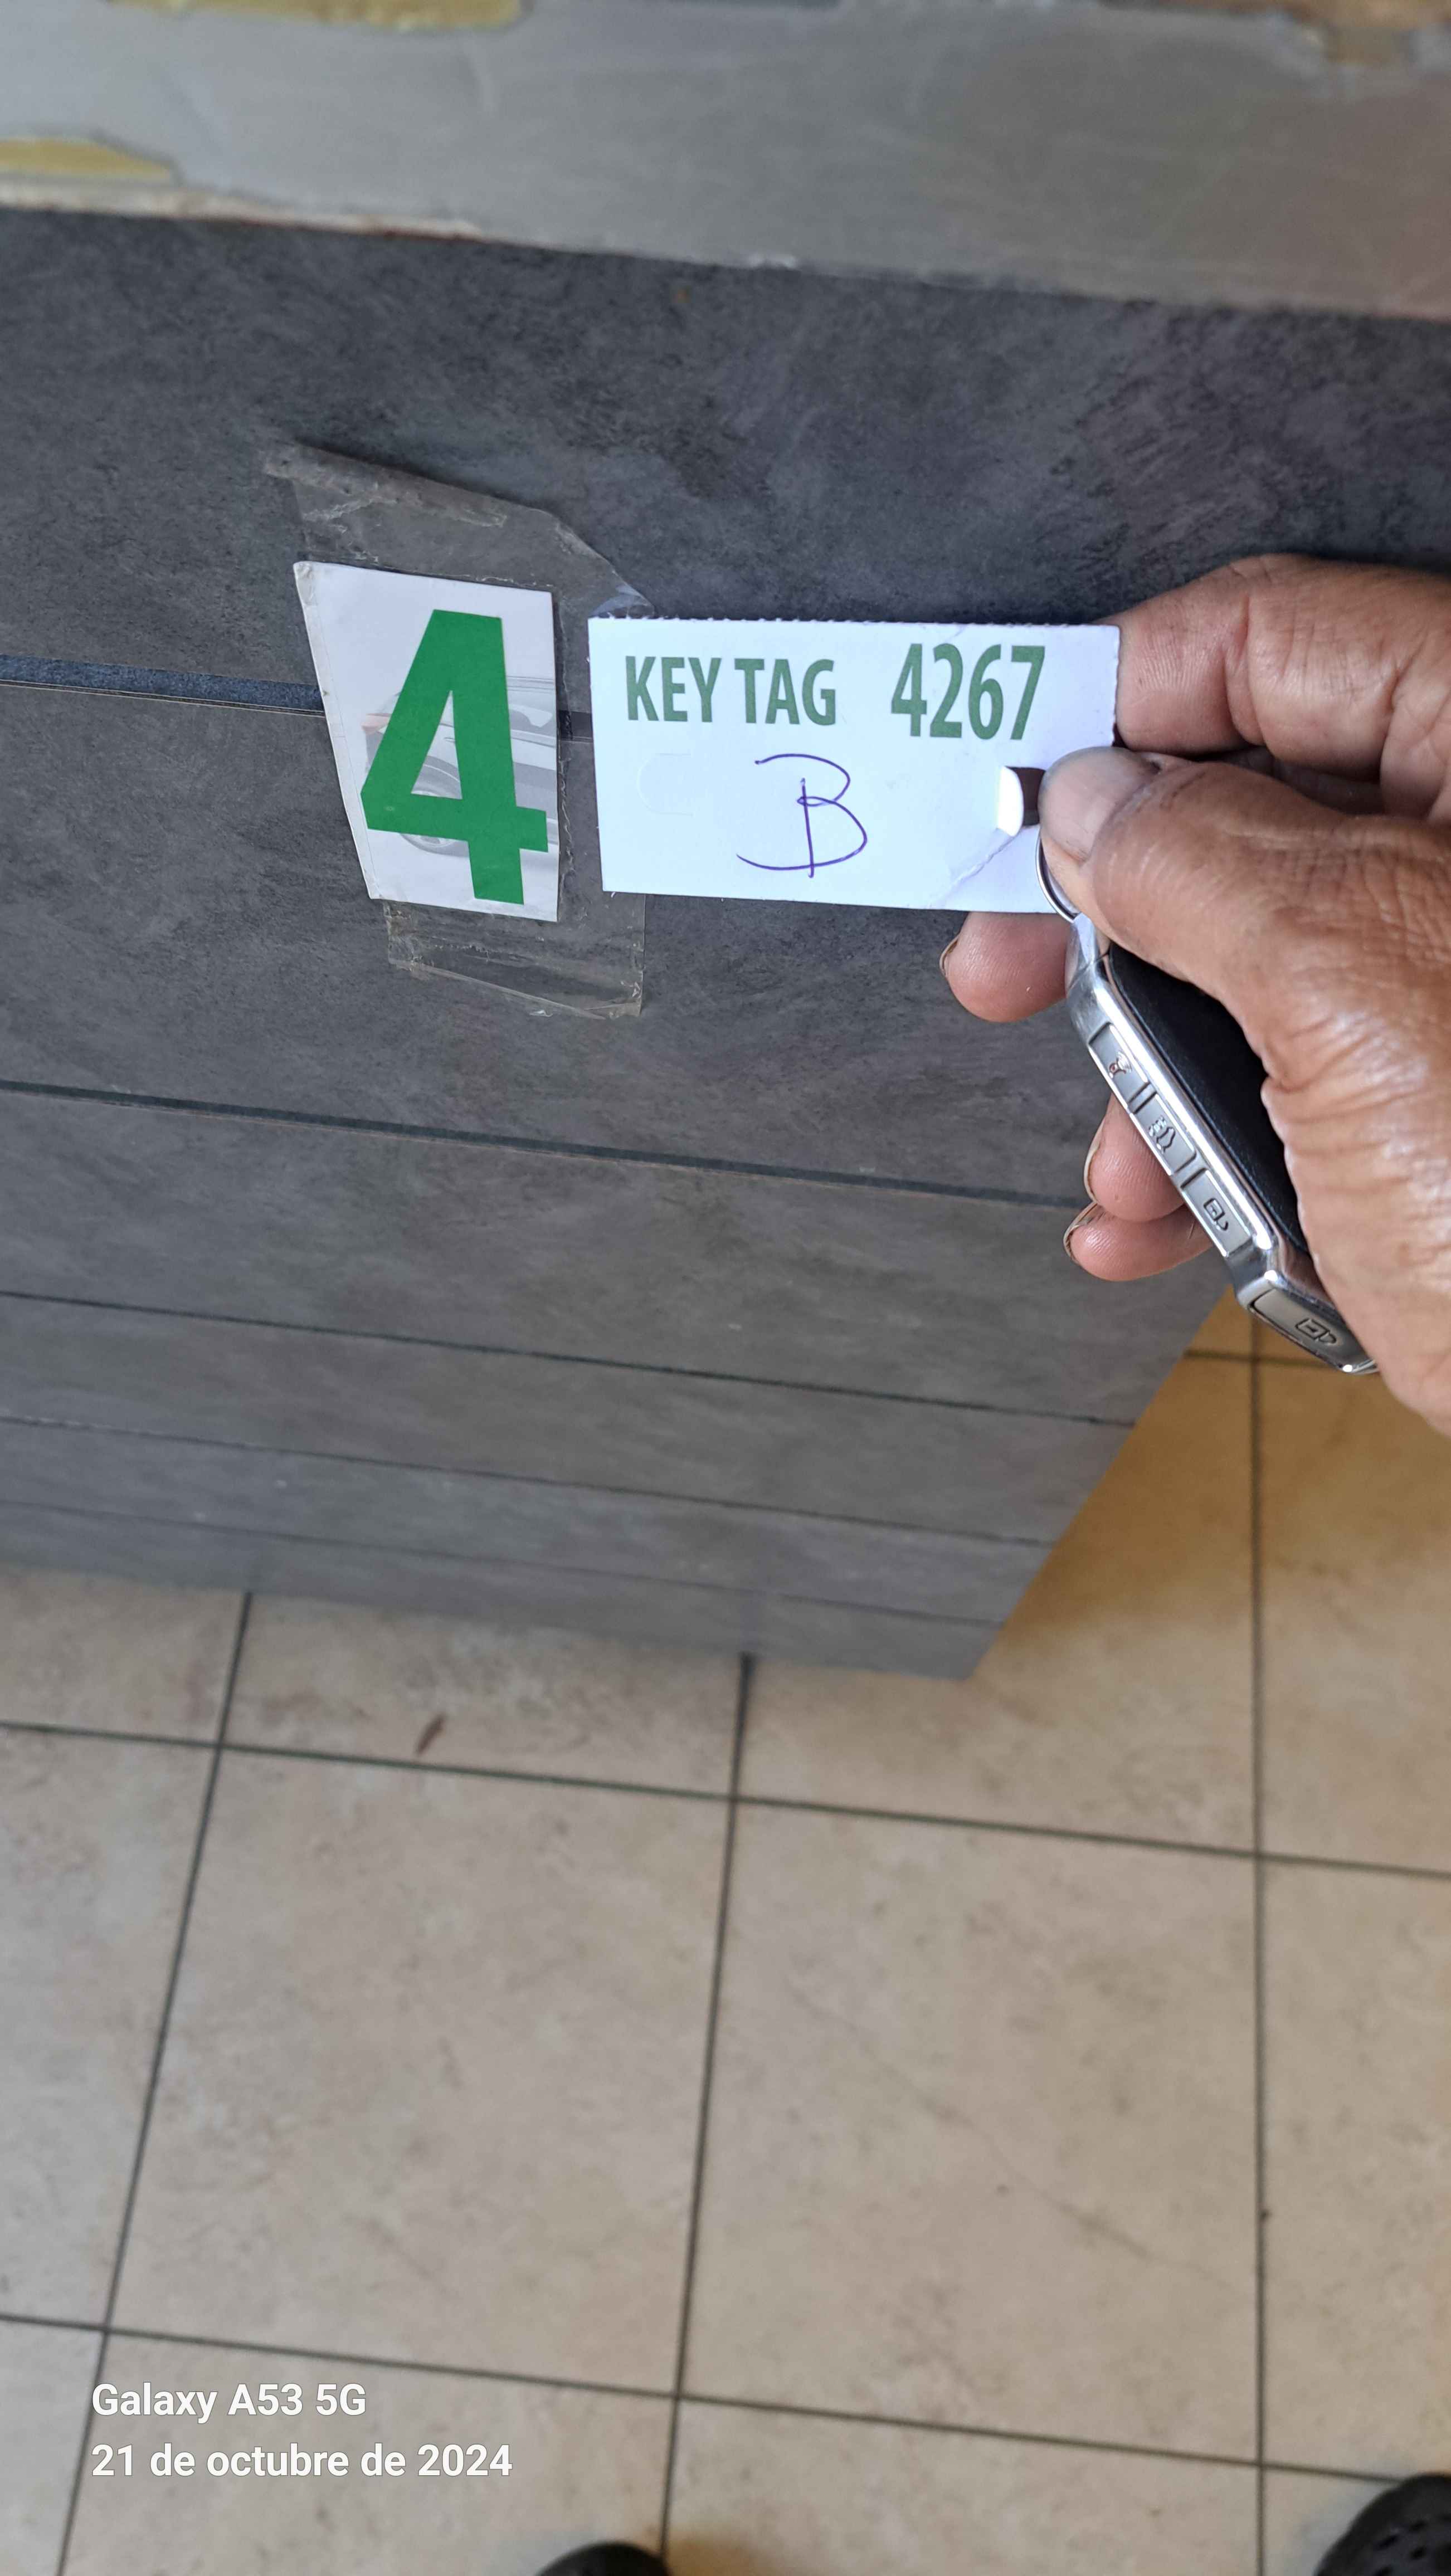 4
KEY TAG 4267
B
Galaxy A53 5G
21 de octubre de 2024